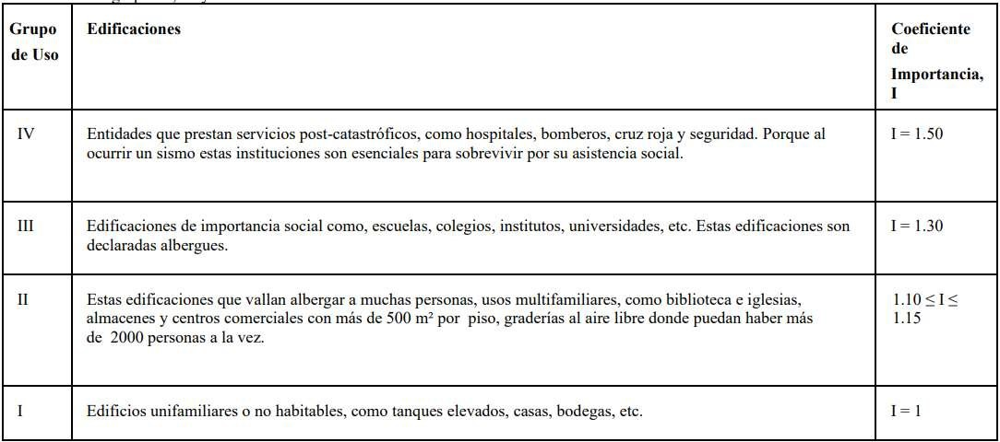 Grupo
de Uso
Edificaciones
Coeficiente
de
Importancia,
I
IV
Entidades que prestan servicios post-catastróficos, como hospitales, bomberos, cruz roja y seguridad. Porque al
ocurrir un sismo estas instituciones son esenciales para sobrevivir por su asistencia social.
I = 1.50
III
Edificaciones de importancia social como, escuelas, colegios, institutos, universidades, etc. Estas edificaciones son
declaradas albergues.
I = 1.30
II
Estas edificaciones que vallan albergar a muchas personas, usos multifamiliares, como biblioteca e iglesias,
almacenes y centros comerciales con más de 500 m² por piso, graderías al aire libre donde puedan haber más
de 2000 personas a la vez.
1.10 ≤ I ≤
1.15
I
Edificios unifamiliares o no habitables, como tanques elevados, casas, bodegas, etc.
I = 1